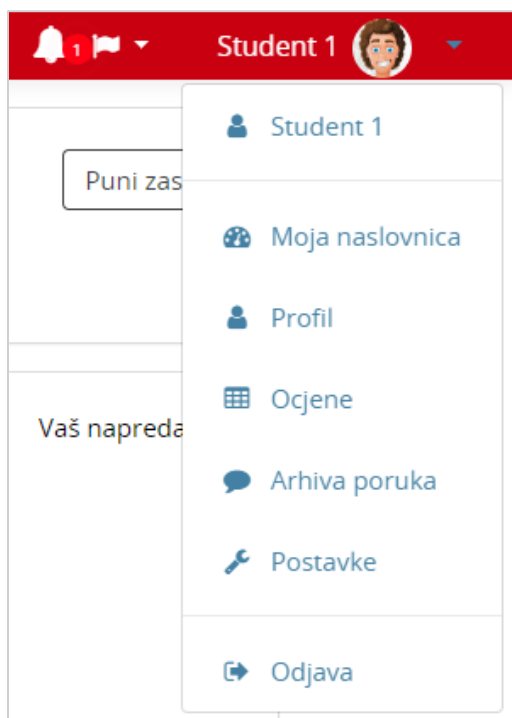 1
Student 1
Student 1
Puni zas
Moja naslovnica
Profil
Ocjene
Vaš napreda
Arhiva poruka
Postavke
Odjava